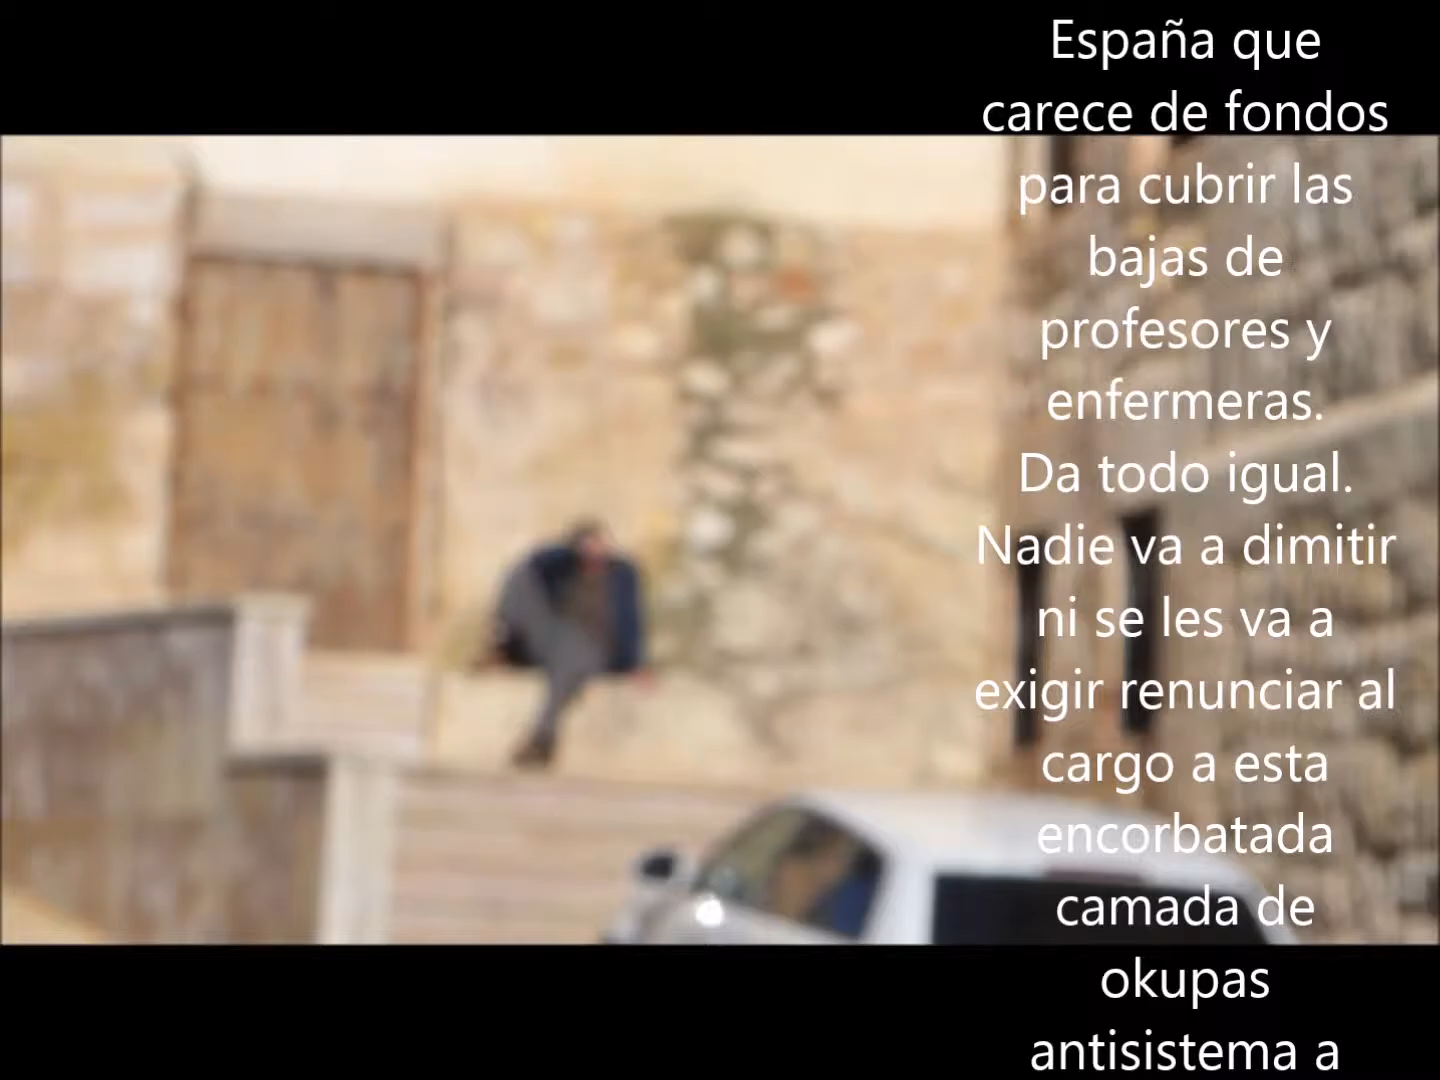 España que
carece de fondos
para cubrir las
bajas de
profesores y
enfermeras.
Da todo igual.
Nadie va a dimitir
ni se les va a
exigir renunciar al
cargo a esta
encorbatada
camada de
okupas
antisistema a